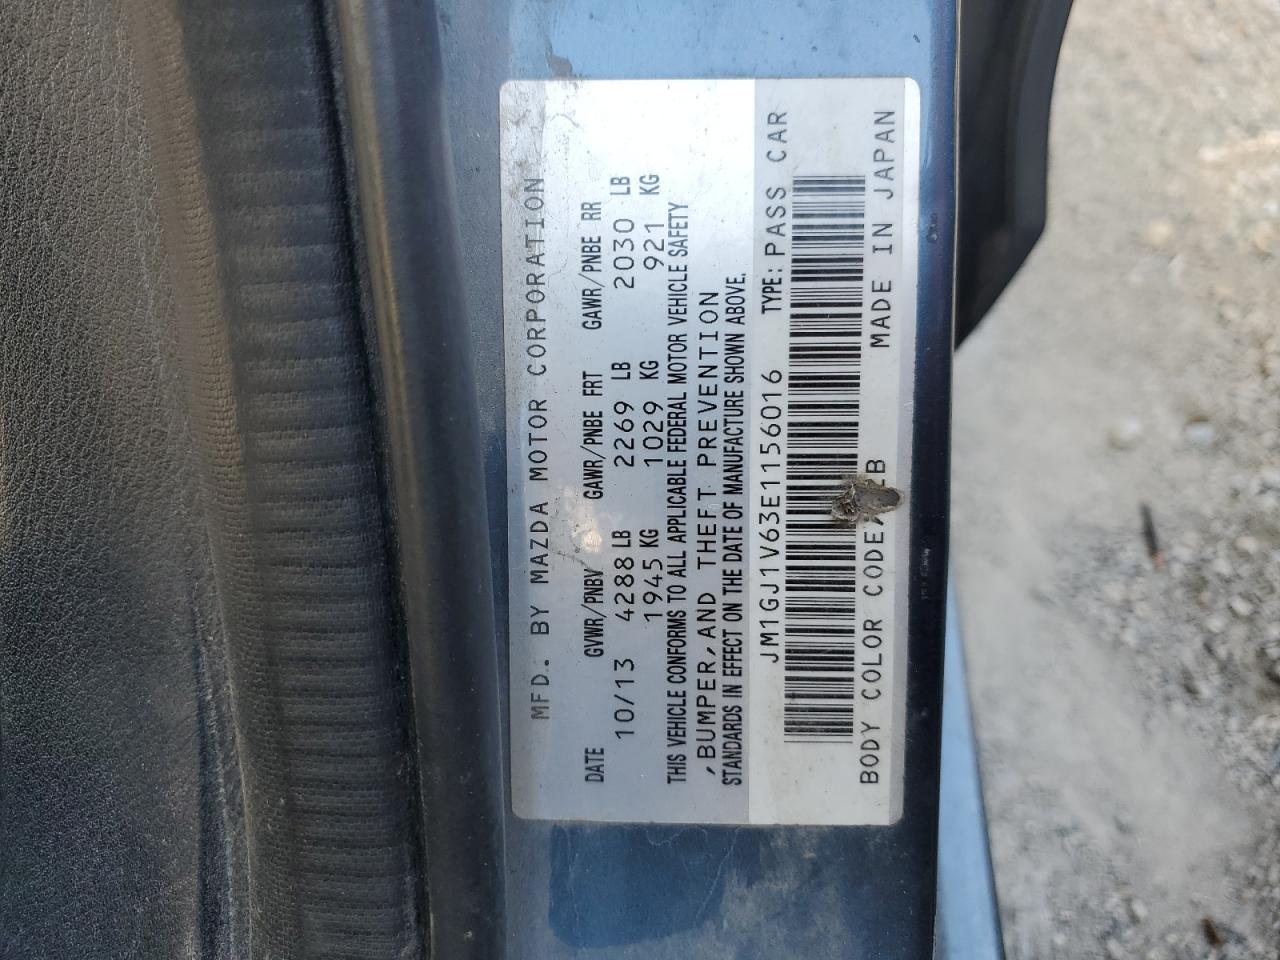 MFD. BY MAZDA MOTOR CORPORATION
DATE GVWR/PNBV GAWR/PNBE FRT GAWR/PNBE RR
10/13 4288 LB 2269 LB 2030 LB
1945 KG 1029 KG 921 KG
THIS VEHICLE CONFORMS TO ALL APPLICABLE FEDERAL MOTOR VEHICLE SAFETY
,BUMPER,AND THEFT PREVENTION
STANDARDS IN EFFECT ON THE DATE OF MANUFACTURE SHOWN ABOVE.
JM1GJ1V63E1156016 TYPE: PASS CAR
BODY COLOR CODE MADE IN JAPAN